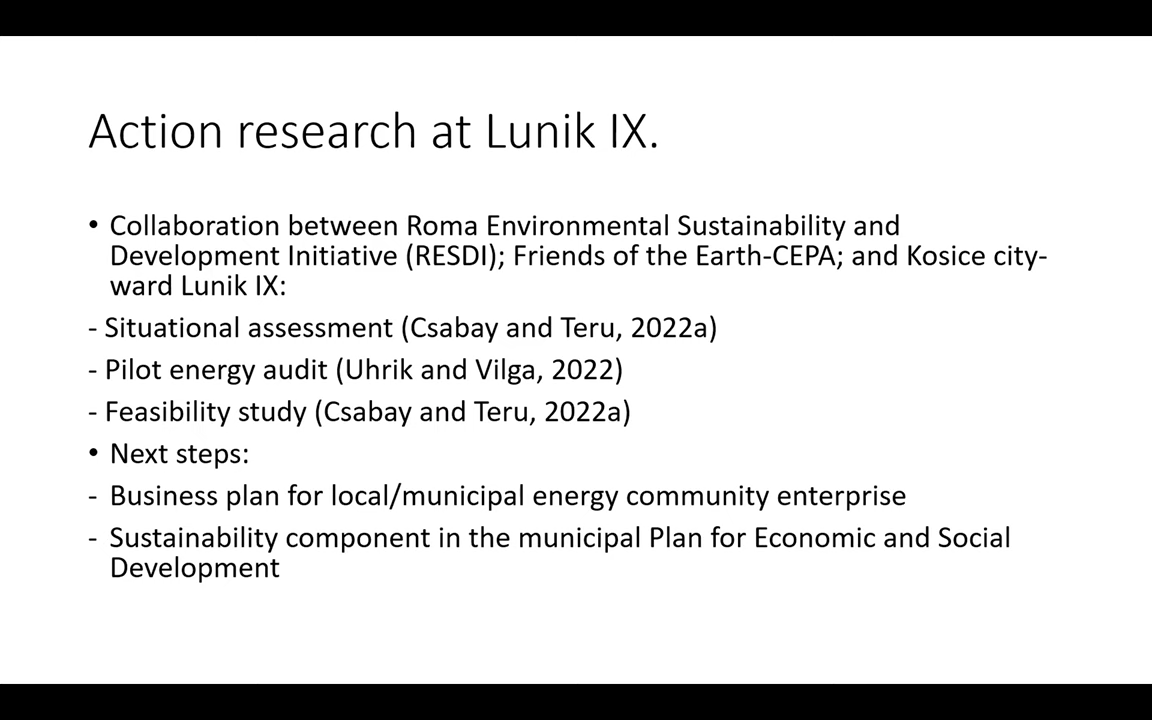 Action research at Lunik IX.
• Collaboration between Roma Environmental Sustainability and
Development Initiative (RESDI); Friends of the Earth-CEPA; and Kosice city-
ward Lunik IX:
- Situational assessment (Csabay and Teru, 2022a)
- Pilot energy audit (Uhrik and Vilga, 2022)
- Feasibility study (Csabay and Teru, 2022a)
• Next steps:
- Business plan for local/municipal energy community enterprise
- Sustainability component in the municipal Plan for Economic and Social
Development